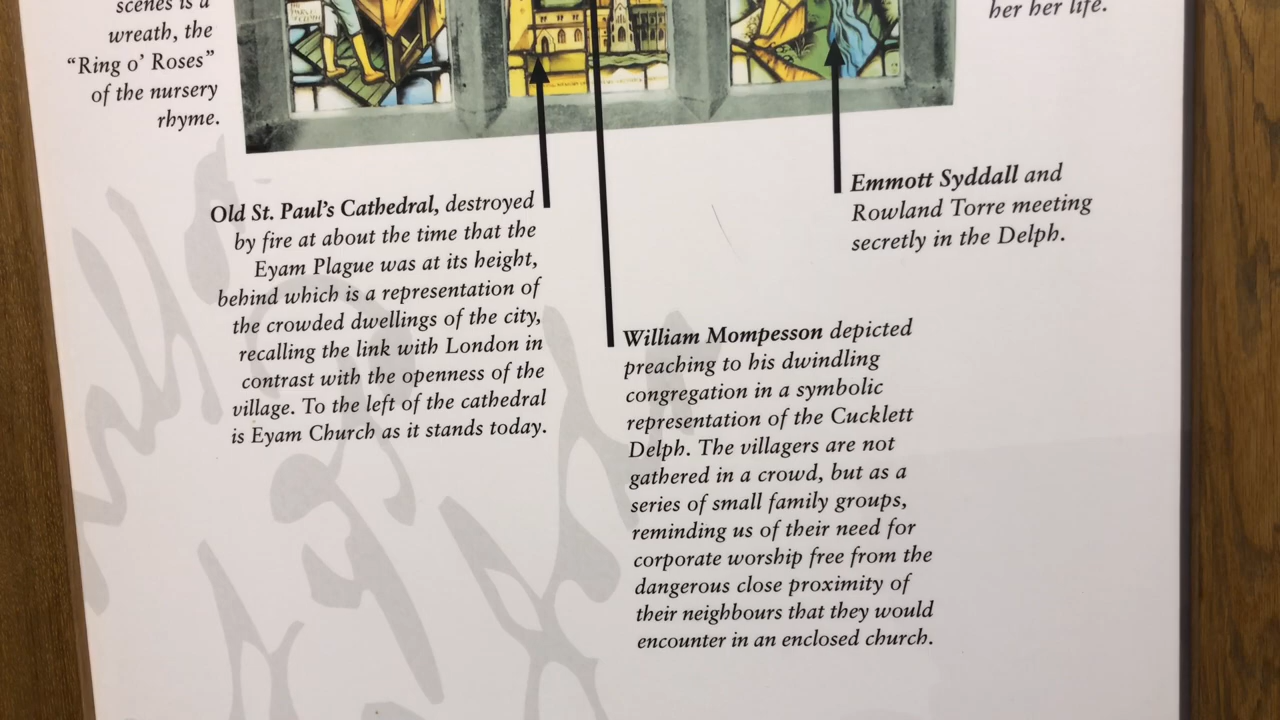 scenes is a
wreath, the
“Ring o’ Roses”
of the nursery
rhyme.
her her life.
Old St. Paul’s Cathedral, destroyed
by fire at about the time that the
Eyam Plague was at its height,
behind which is a representation of
the crowded dwellings of the city,
recalling the link with London in
contrast with the openness of the
village. To the left of the cathedral
is Eyam Church as it stands today.
William Mompesson depicted
preaching to his dwindling
congregation in a symbolic
representation of the Cucklett
Delph. The villagers are not
gathered in a crowd, but as a
series of small family groups,
reminding us of their need for
corporate worship free from the
dangerous close proximity of
their neighbours that they would
encounter in an enclosed church.
Emmott Syddall and
Rowland Torre meeting
secretly in the Delph.